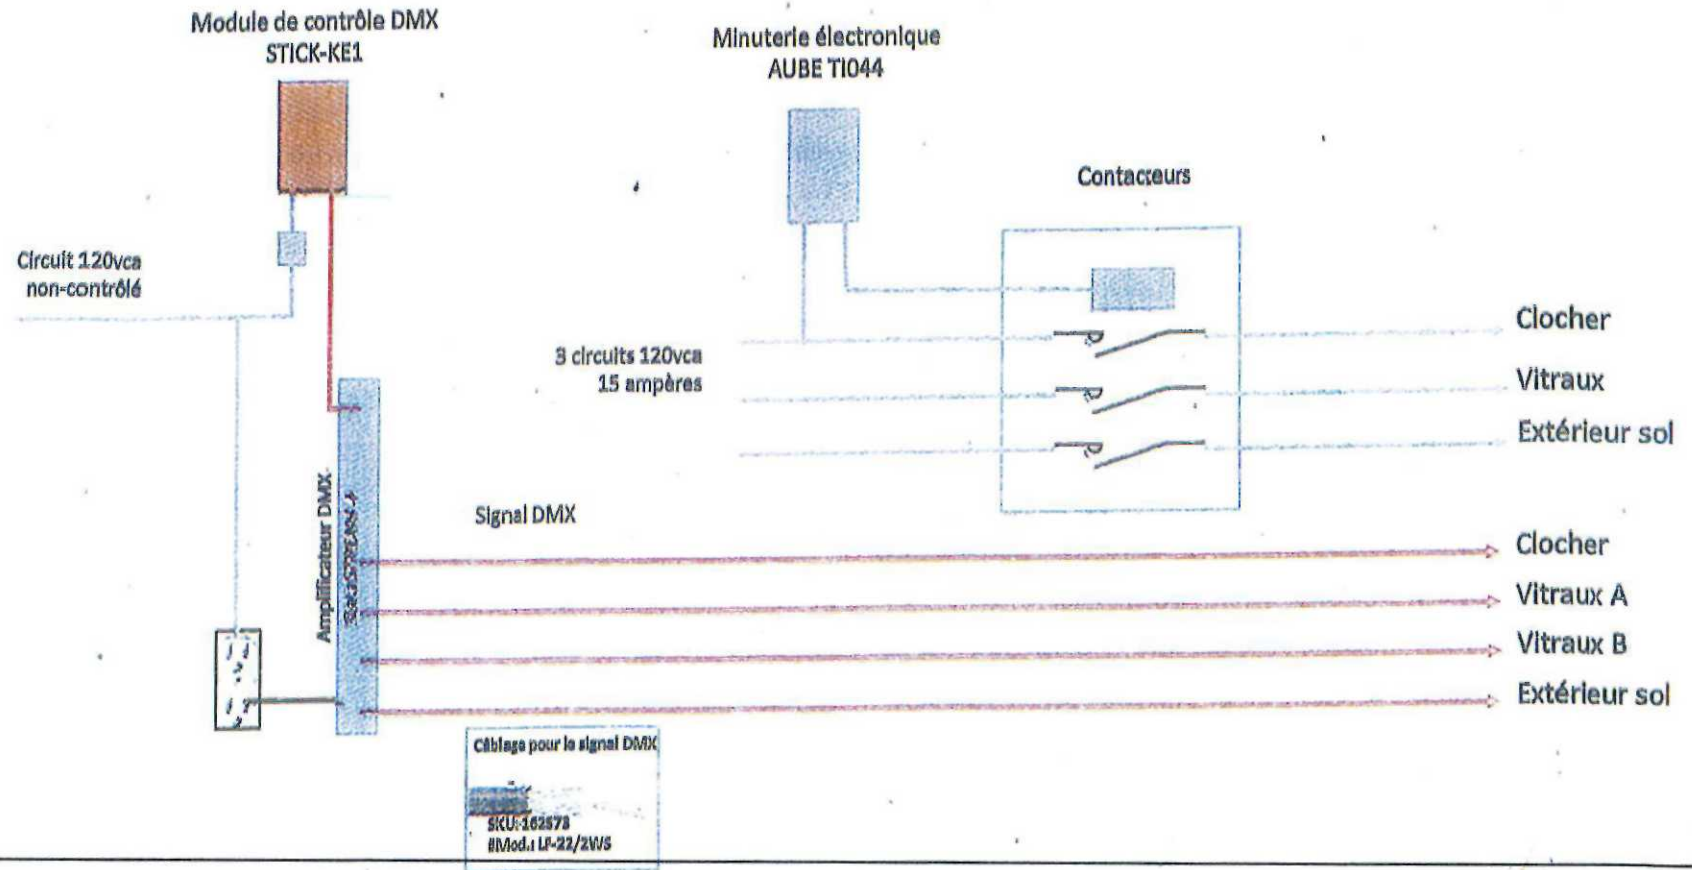 Module de contrôle DMX
STICK-KE1
Minuterie électronique
AUBE TI044
Contacteurs
Circuit 120vca
non-contrôlé
3 circuits 120vca
15 ampères
Clocher
Vitraux
Extérieur sol
Amplificateur DMX
Signal DMX
Clocher
Vitraux A
Vitraux B
Extérieur sol
Câblage pour le signal DMX
SKU: 162573
#Mod.: LP-22/2WS